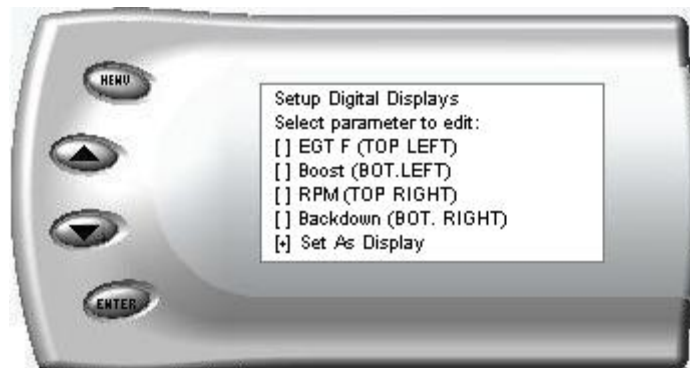 MENU
Setup Digital Displays
Select parameter to edit:
[ ] EGT F (TOP LEFT)
[ ] Boost (BOT.LEFT)
[ ] RPM (TOP RIGHT)
[ ] Backdown (BOT. RIGHT)
[+] Set As Display
ENTER